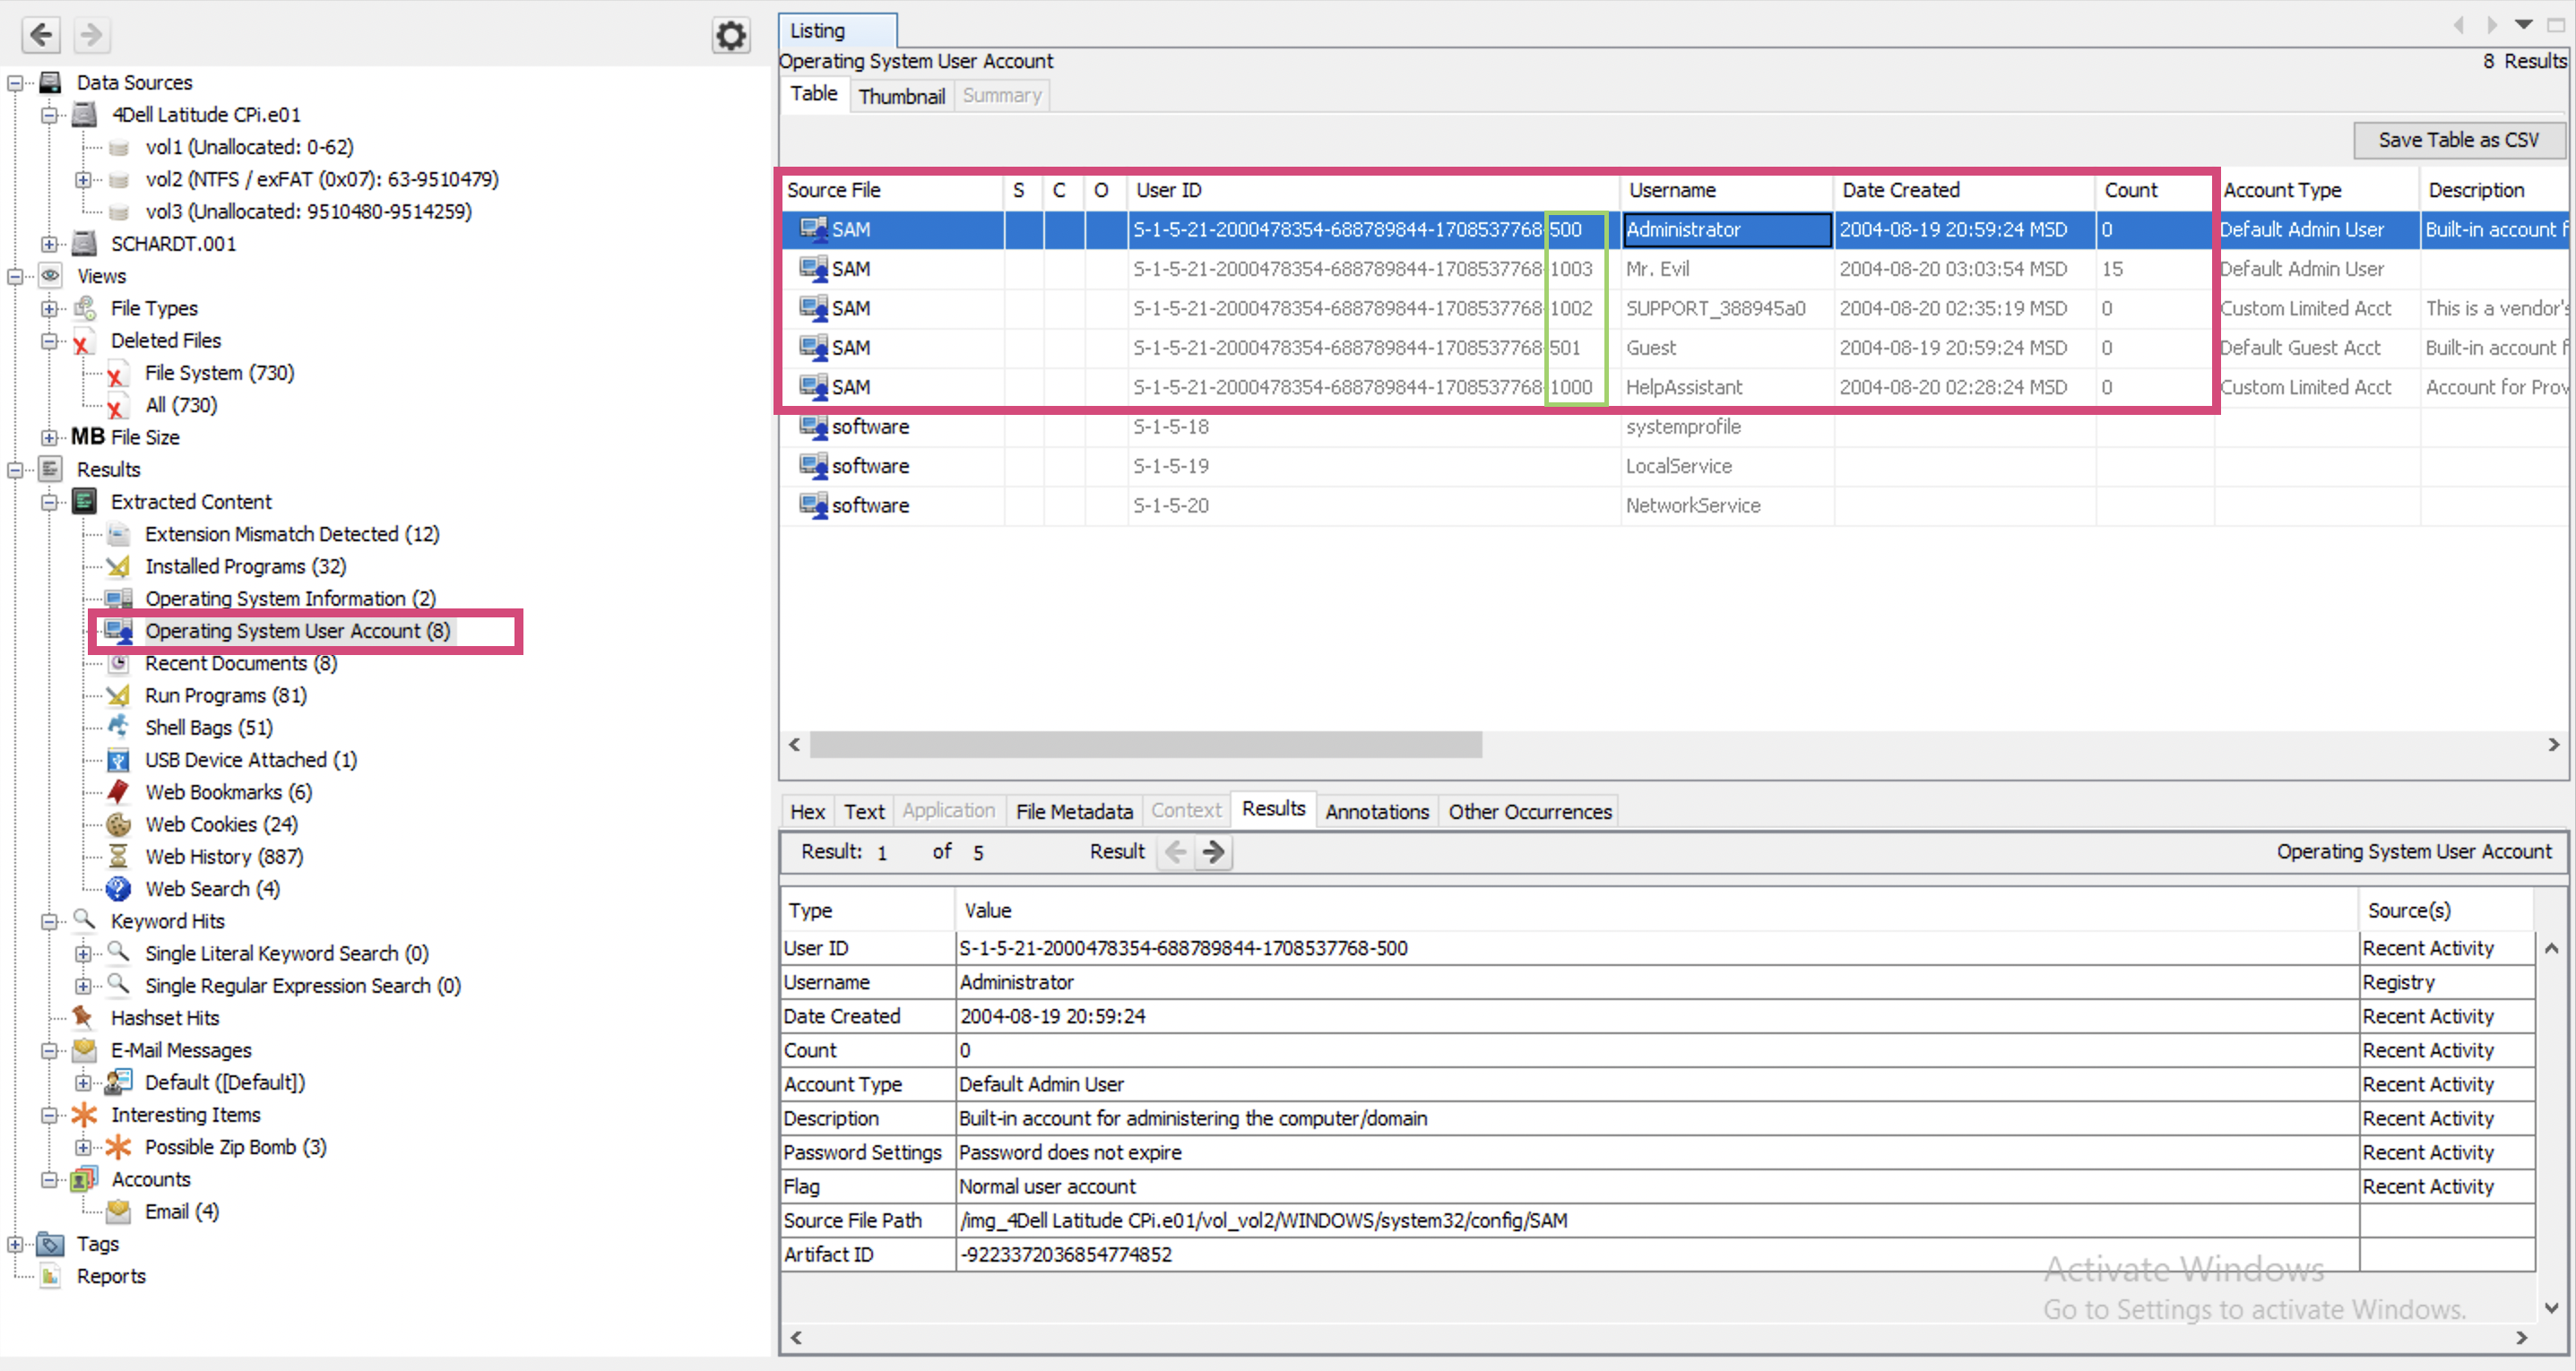 Data Sources
4Dell Latitude CPi.e01
vol1 (Unallocated: 0-62)
vol2 (NTFS / exFAT (0x07): 63-9510479)
vol3 (Unallocated: 9510480-9514259)
SCHARDT.001
Views
File Types
Deleted Files
File System (730)
All (730)
MB File Size
Results
Extracted Content
Extension Mismatch Detected (12)
Installed Programs (32)
Operating System Information (2)
Operating System User Account (8)
Recent Documents (8)
Run Programs (81)
Shell Bags (51)
USB Device Attached (1)
Web Bookmarks (6)
Web Cookies (24)
Web History (887)
Web Search (4)
Keyword Hits
Single Literal Keyword Search (0)
Single Regular Expression Search (0)
Hashset Hits
E-Mail Messages
Default ([Default])
Interesting Items
Possible Zip Bomb (3)
Accounts
Email (4)
Tags
Reports
Listing
Operating System User Account 8 Results
Table Thumbnail Summary
Save Table as CSV
Source File S C O User ID Username Date Created Count Account Type Description
SAM S-1-5-21-2000478354-688789844-1708537768-500 Administrator 2004-08-19 20:59:24 MSD 0 Default Admin User Built-in account f
SAM S-1-5-21-2000478354-688789844-1708537768-1003 Mr. Evil 2004-08-20 03:03:54 MSD 15 Default Admin User
SAM S-1-5-21-2000478354-688789844-1708537768-1002 SUPPORT_388945a0 2004-08-20 02:35:19 MSD 0 Custom Limited Acct This is a vendor's
SAM S-1-5-21-2000478354-688789844-1708537768-501 Guest 2004-08-19 20:59:24 MSD 0 Default Guest Acct Built-in account f
SAM S-1-5-21-2000478354-688789844-1708537768-1000 HelpAssistant 2004-08-20 02:28:24 MSD 0 Custom Limited Acct Account for Prov
software S-1-5-18 systemprofile
software S-1-5-19 LocalService
software S-1-5-20 NetworkService
Hex Text Application File Metadata Context Results Annotations Other Occurrences
Result: 1 of 5 Result Operating System User Account
Type Value Source(s)
User ID S-1-5-21-2000478354-688789844-1708537768-500 Recent Activity
Username Administrator Registry
Date Created 2004-08-19 20:59:24 Recent Activity
Count 0 Recent Activity
Account Type Default Admin User Recent Activity
Description Built-in account for administering the computer/domain Recent Activity
Password Settings Password does not expire Recent Activity
Flag Normal user account Recent Activity
Source File Path /img_4Dell Latitude CPi.e01/vol_vol2/WINDOWS/system32/config/SAM
Artifact ID -9223372036854774852
Activate Windows
Go to Settings to activate Windows.